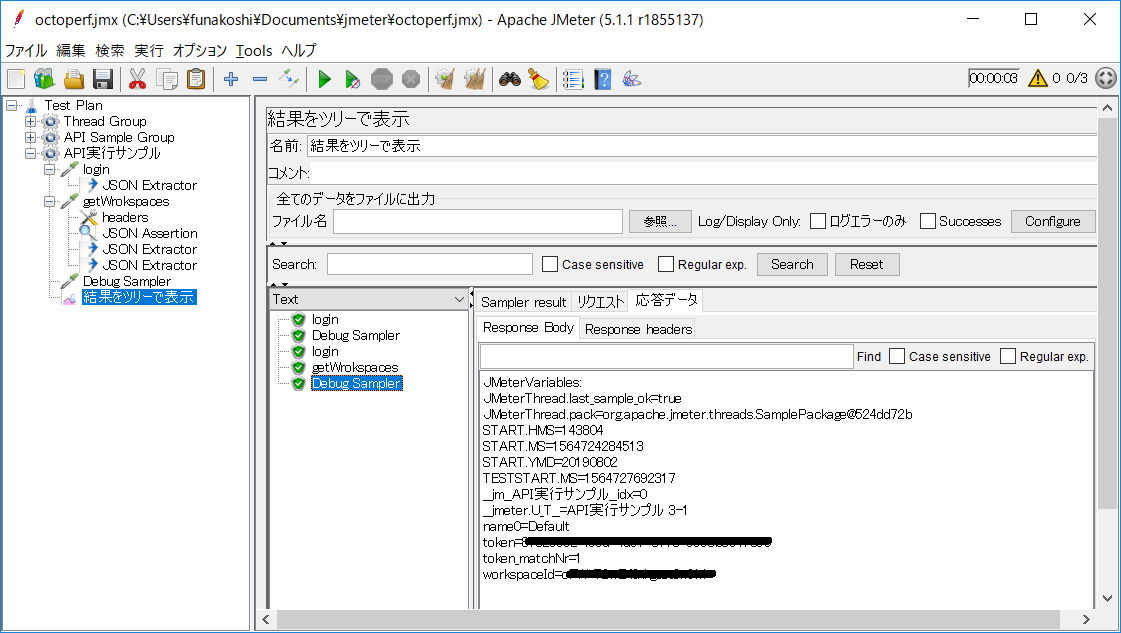 octoperf.jmx (C:¥Users¥funakoshi¥Documents¥jmeter¥octoperf.jmx) - Apache JMeter (5.1.1 r1855137)
ファイル 編集 検索 実行 オプション Tools ヘルプ
STOP 00:00:03 0 0/3
Test Plan
Thread Group
API Sample Group
API実行サンプル
login
JSON Extractor
getWrokspaces
headers
JSON Assertion
JSON Extractor
JSON Extractor
Debug Sampler
結果をツリーで表示
結果をツリーで表示
名前: 結果をツリーで表示
コメント:
全てのデータをファイルに出力
ファイル名 参照... Log/Display Only: ログエラーのみ Successes Configure
Search: Case sensitive Regular exp. Search Reset
Text
login
Debug Sampler
login
getWrokspaces
Debug Sampler
Sampler result リクエスト 応答データ
Response Body Response headers
Find Case sensitive Regular exp.
JMeterVariables:
JMeterThread.last_sample_ok=true
JMeterThread.pack=org.apache.jmeter.threads.SamplePackage@524dd72b
START.HMS=143804
START.MS=1564724284513
START.YMD=20190802
TESTSTART.MS=1564727692317
__jm_API実行サンプル_idx=0
__jmeter.U_T_=API実行サンプル 3-1
name0=Default
token=
token_matchNr=1
workspaceId=